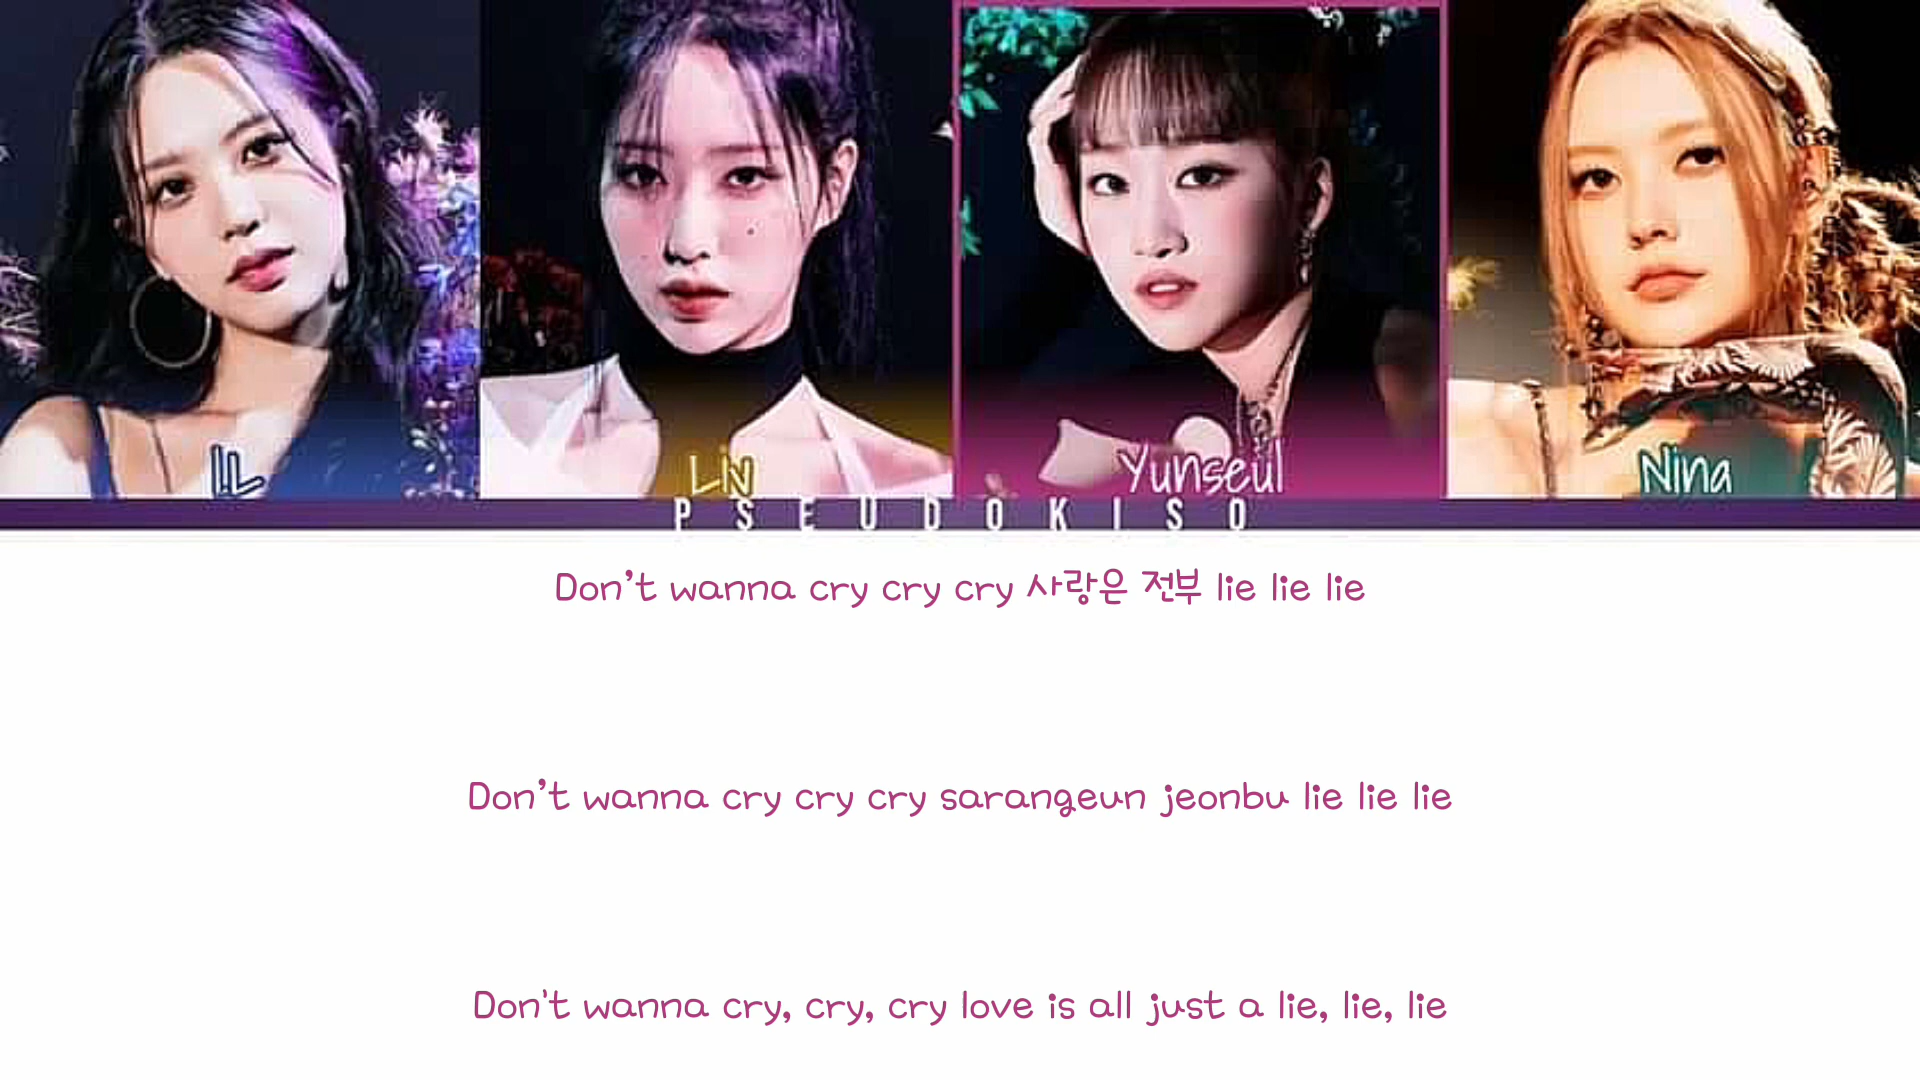 LL
Liv
Yunseul
Nina
PSEUDOKISO
Don’t wanna cry cry cry 사랑은 전부 lie lie lie
Don’t wanna cry cry cry sarangeun jeonbu lie lie lie
Don't wanna cry, cry, cry love is all just a lie, lie, lie